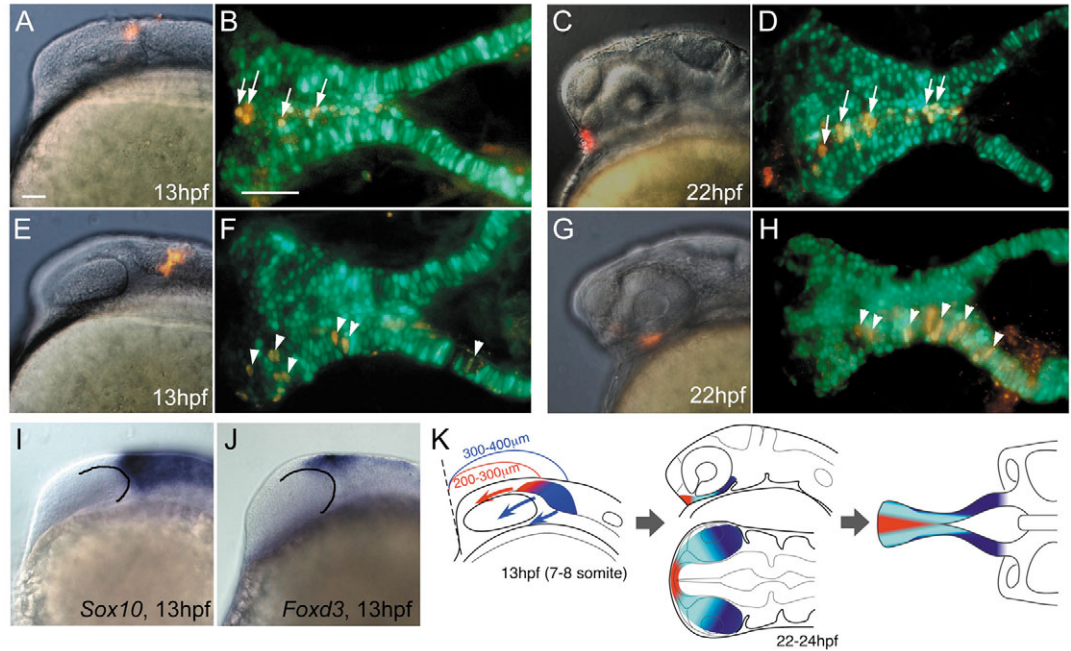 A
B
C
D
13hpf
22hpf
E
F
G
H
13hpf
22hpf
I
J
K
Sox10, 13hpf
Foxd3, 13hpf
300-400μm
200-300μm
13hpf (7-8 somite)
22-24hpf